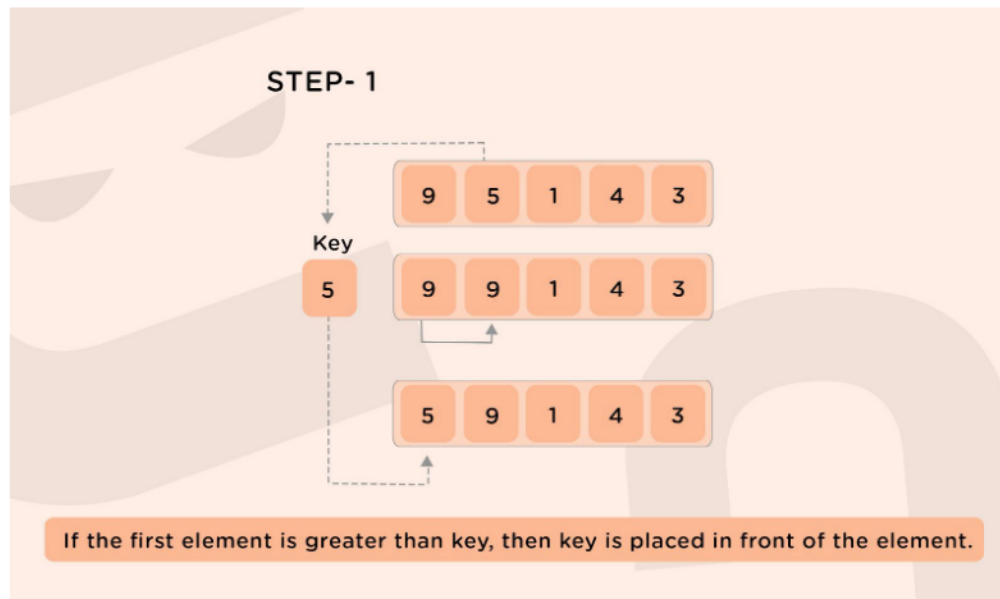 STEP- 1
9 5 1 4 3
Key
5
9 9 1 4 3
5 9 1 4 3
If the first element is greater than key, then key is placed in front of the element.